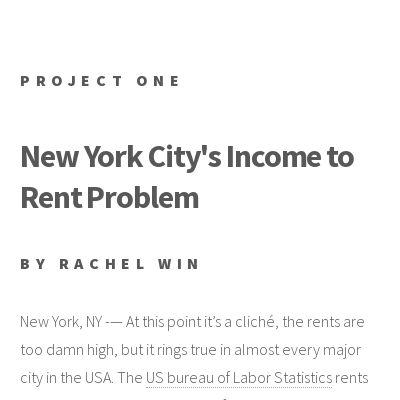 PROJECT ONE
New York City's Income to
Rent Problem
BY RACHEL WIN
New York, NY -— At this point it’s a cliché, the rents are
too damn high, but it rings true in almost every major
city in the USA. The US bureau of Labor Statistics rents